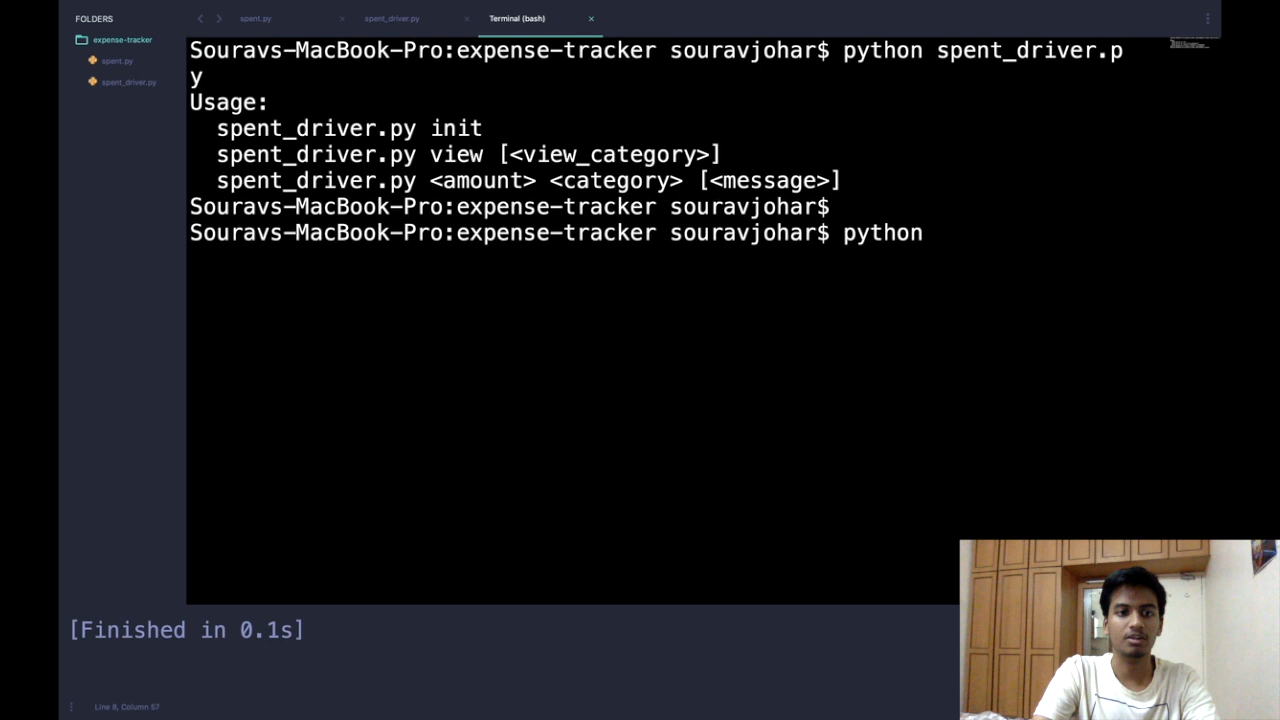 FOLDERS
expense-tracker
spent.py
spent_driver.py
spent.py
spent_driver.py
Terminal (bash)
Souravs-MacBook-Pro:expense-tracker souravjohar$ python spent_driver.p
y
Usage:
  spent_driver.py init
  spent_driver.py view [<view_category>]
  spent_driver.py <amount> <category> [<message>]
Souravs-MacBook-Pro:expense-tracker souravjohar$
Souravs-MacBook-Pro:expense-tracker souravjohar$ python
[Finished in 0.1s]
Line 8, Column 57